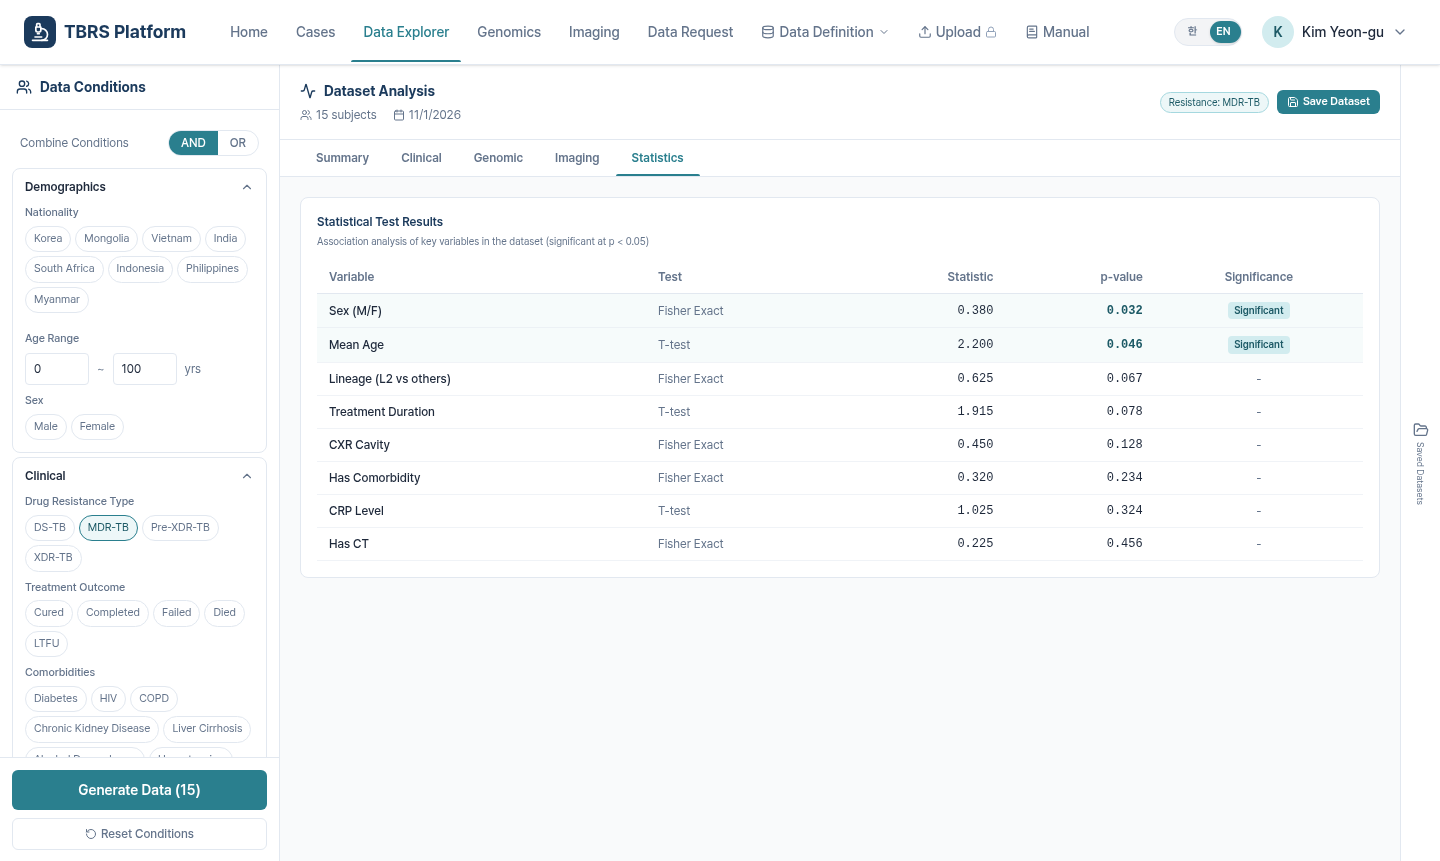 TBRS Platform
Home
Cases
Data Explorer
Genomics
Imaging
Data Request
Data Definition
Upload
Manual
한
EN
K
Kim Yeon-gu
Data Conditions
Combine Conditions
AND
OR
Demographics
Nationality
Korea
Mongolia
Vietnam
India
South Africa
Indonesia
Philippines
Myanmar
Age Range
0
~
100
yrs
Sex
Male
Female
Clinical
Drug Resistance Type
DS-TB
MDR-TB
Pre-XDR-TB
XDR-TB
Treatment Outcome
Cured
Completed
Failed
Died
LTFU
Comorbidities
Diabetes
HIV
COPD
Chronic Kidney Disease
Liver Cirrhosis
Generate Data (15)
Reset Conditions
Dataset Analysis
15 subjects
11/1/2026
Resistance: MDR-TB
Save Dataset
Summary
Clinical
Genomic
Imaging
Statistics
Statistical Test Results
Association analysis of key variables in the dataset (significant at p < 0.05)
Variable Test Statistic p-value Significance
Sex (M/F) Fisher Exact 0.380 0.032 Significant
Mean Age T-test 2.200 0.046 Significant
Lineage (L2 vs others) Fisher Exact 0.625 0.067 -
Treatment Duration T-test 1.915 0.078 -
CXR Cavity Fisher Exact 0.450 0.128 -
Has Comorbidity Fisher Exact 0.320 0.234 -
CRP Level T-test 1.025 0.324 -
Has CT Fisher Exact 0.225 0.456 -
Saved Datasets